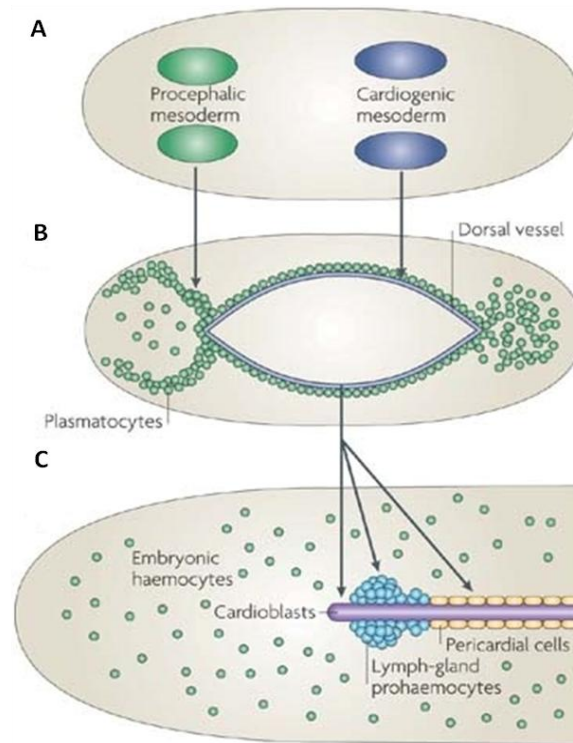 A
Procephalic
mesoderm
Cardiogenic
mesoderm
B
Dorsal vessel
Plasmatocytes
C
Embryonic
haemocytes
Cardioblasts
Pericardial cells
Lymph-gland
prohaemocytes